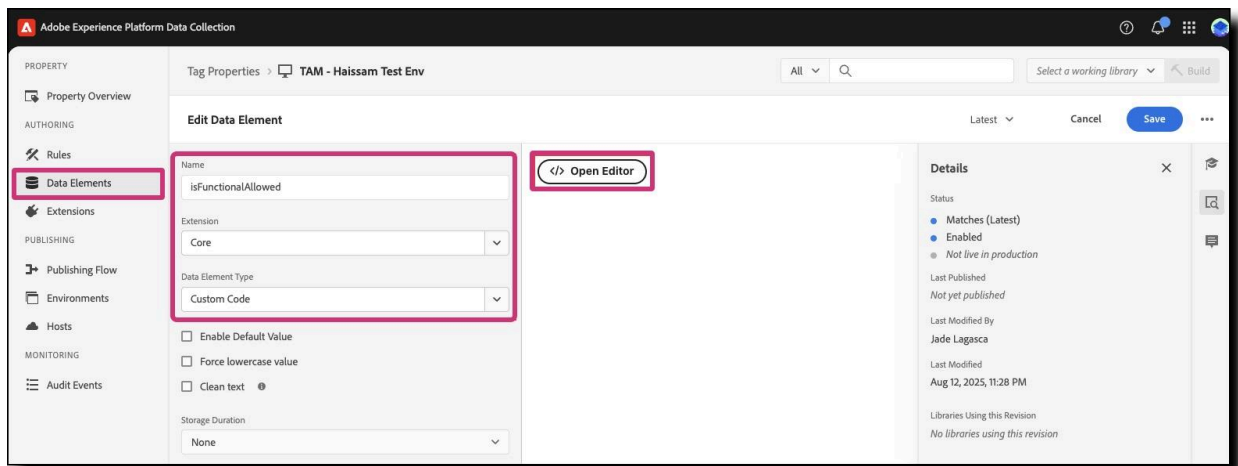 Adobe Experience Platform Data Collection
PROPERTY
Property Overview
AUTHORING
Rules
Data Elements
Extensions
PUBLISHING
Publishing Flow
Environments
Hosts
MONITORING
Audit Events
Tag Properties > TAM - Haissam Test Env
All
Select a working library
Build
Edit Data Element
Latest
Cancel
Save
Name
isFunctionalAllowed
Extension
Core
Data Element Type
Custom Code
Enable Default Value
Force lowercase value
Clean text
Storage Duration
None
</> Open Editor
Details
Status
Matches (Latest)
Enabled
Not live in production
Last Published
Not yet published
Last Modified By
Jade Lagasca
Last Modified
Aug 12, 2025, 11:28 PM
Libraries Using this Revision
No libraries using this revision